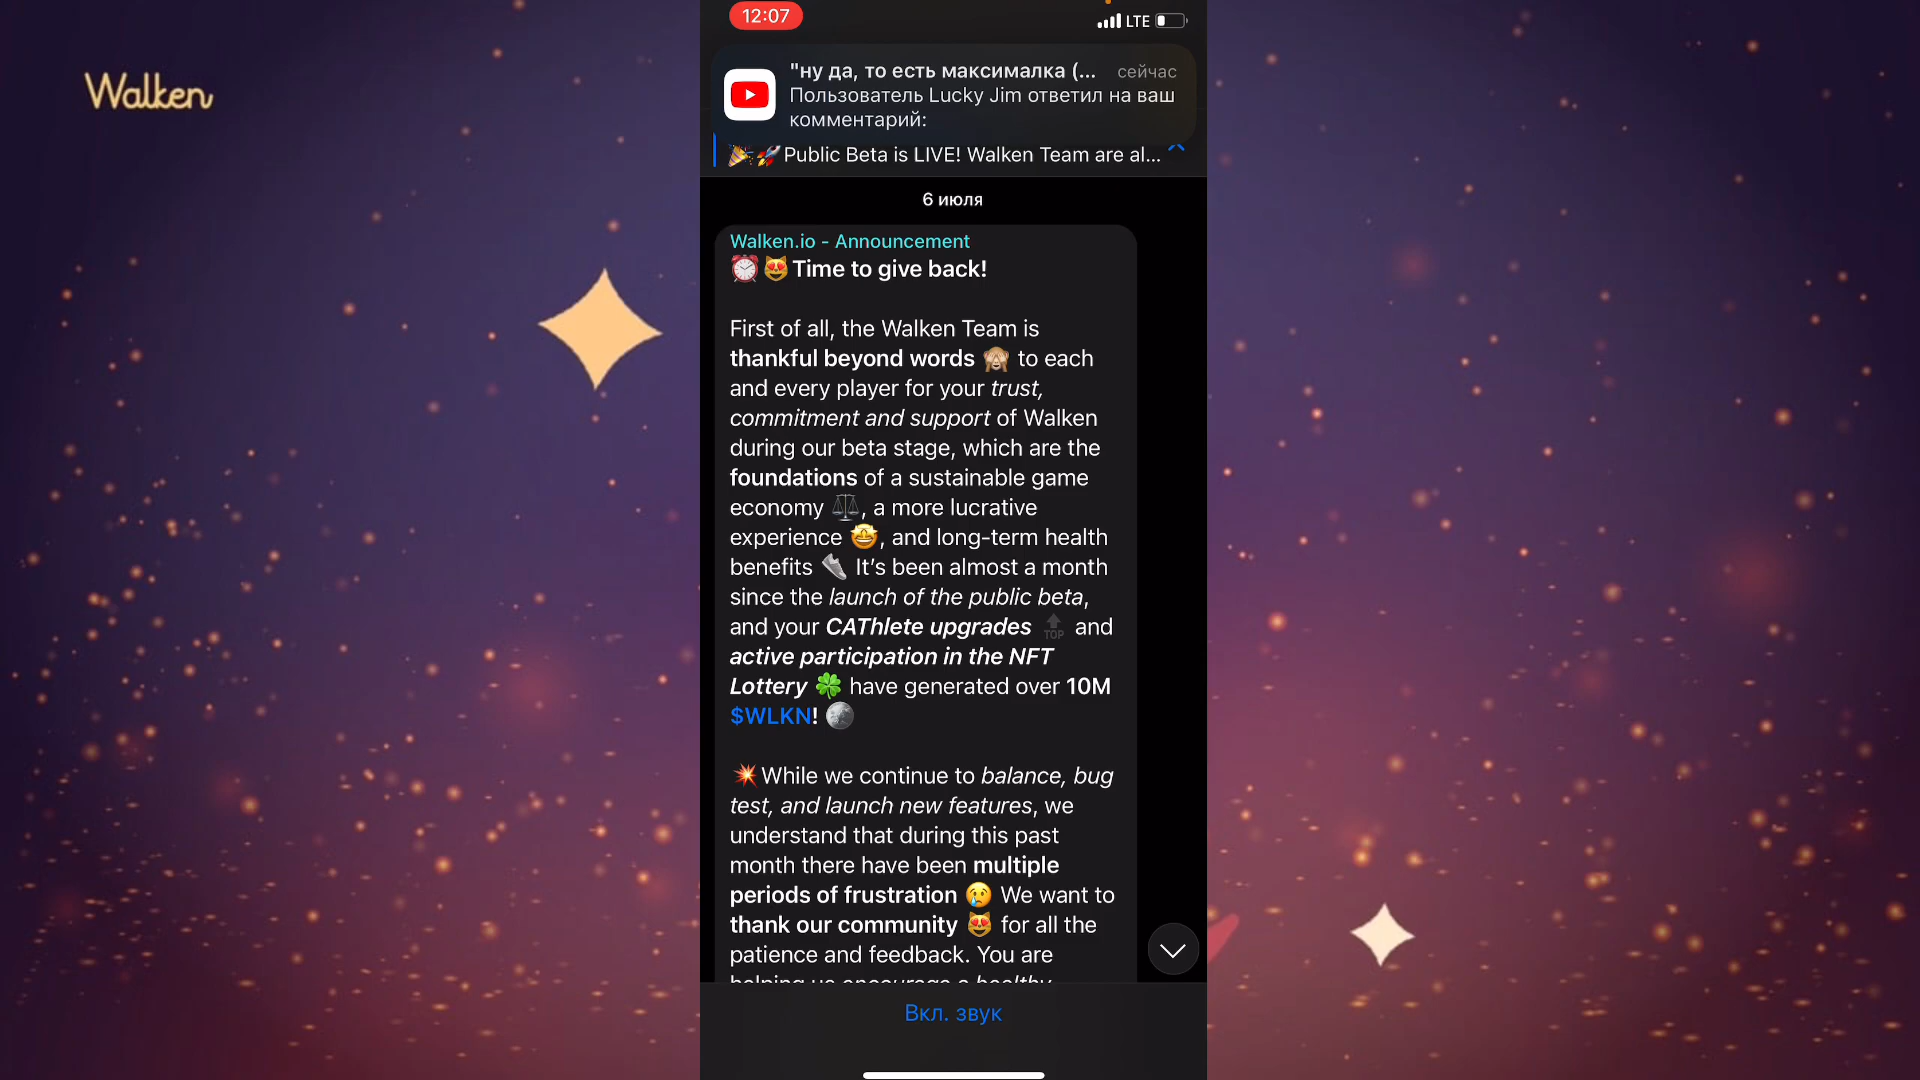 Walken
12:07
LTE
"ну да, то есть максималка (... сейчас
Пользователь Lucky Jim ответил на ваш
комментарий:
🎉🚀Public Beta is LIVE! Walken Team are al...
6 июля
Walken.io - Announcement
⏰😻Time to give back!
First of all, the Walken Team is
thankful beyond words 🙈 to each
and every player for your trust,
commitment and support of Walken
during our beta stage, which are the
foundations of a sustainable game
economy ⚖️, a more lucrative
experience 🤩, and long-term health
benefits 👟 It’s been almost a month
since the launch of the public beta,
and your CAThlete upgrades 🔝 and
active participation in the NFT
Lottery 🍀 have generated over 10M
$WLKN! 🌕
💥While we continue to balance, bug
test, and launch new features, we
understand that during this past
month there have been multiple
periods of frustration 😢 We want to
thank our community 😻 for all the
patience and feedback. You are
helping us encourage a healthy
Вкл. звук